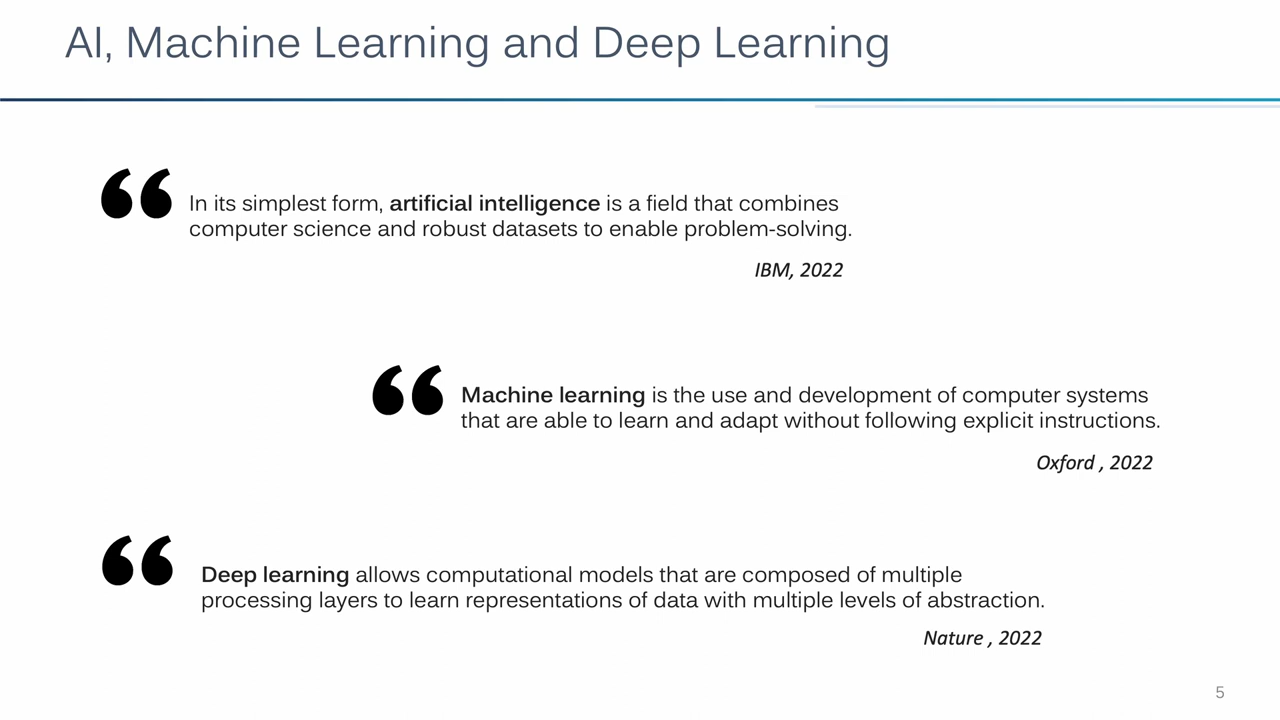 AI, Machine Learning and Deep Learning
“ In its simplest form, artificial intelligence is a field that combines
computer science and robust datasets to enable problem-solving.
IBM, 2022
“ Machine learning is the use and development of computer systems
that are able to learn and adapt without following explicit instructions.
Oxford , 2022
“ Deep learning allows computational models that are composed of multiple
processing layers to learn representations of data with multiple levels of abstraction.
Nature , 2022
5